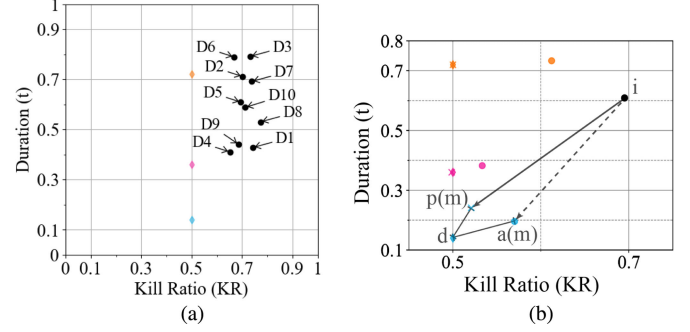 1
0.9
0.7
0.5
0.3
0.1
0
Duration (t)
D6
D3
D2
D7
D5
D10
D8
D9
D4
D1
0 0.1 0.3 0.5 0.7 0.9 1
Kill Ratio (KR)
(a)
0.8
0.7
0.5
0.3
0.1
Duration (t)
i
p(m)
d
a(m)
0.5 0.7
Kill Ratio (KR)
(b)